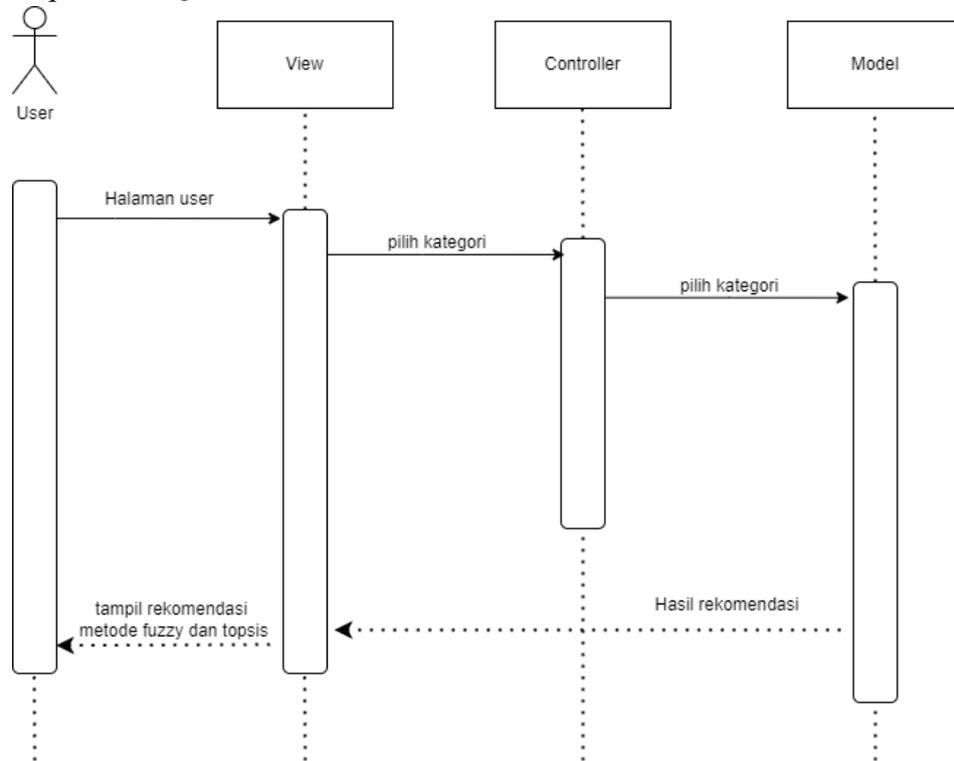 View
Controller
Model
User
Halaman user
pilih kategori
pilih kategori
Hasil rekomendasi
tampil rekomendasi
metode fuzzy dan topsis